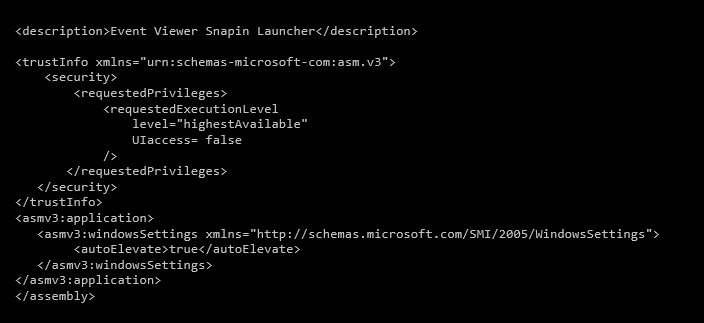 <description>Event Viewer Snapin Launcher</description>
<trustInfo xmlns="urn:schemas-microsoft-com:asm.v3">
<security>
<requestedPrivileges>
<requestedExecutionLevel
level="highestAvailable"
UIaccess= false
/>
</requestedPrivileges>
</security>
</trustInfo>
<asmv3:application>
<asmv3:windowsSettings xmlns="http://schemas.microsoft.com/SMI/2005/WindowsSettings">
<autoElevate>true</autoElevate>
</asmv3:windowsSettings>
</asmv3:application>
</assembly>